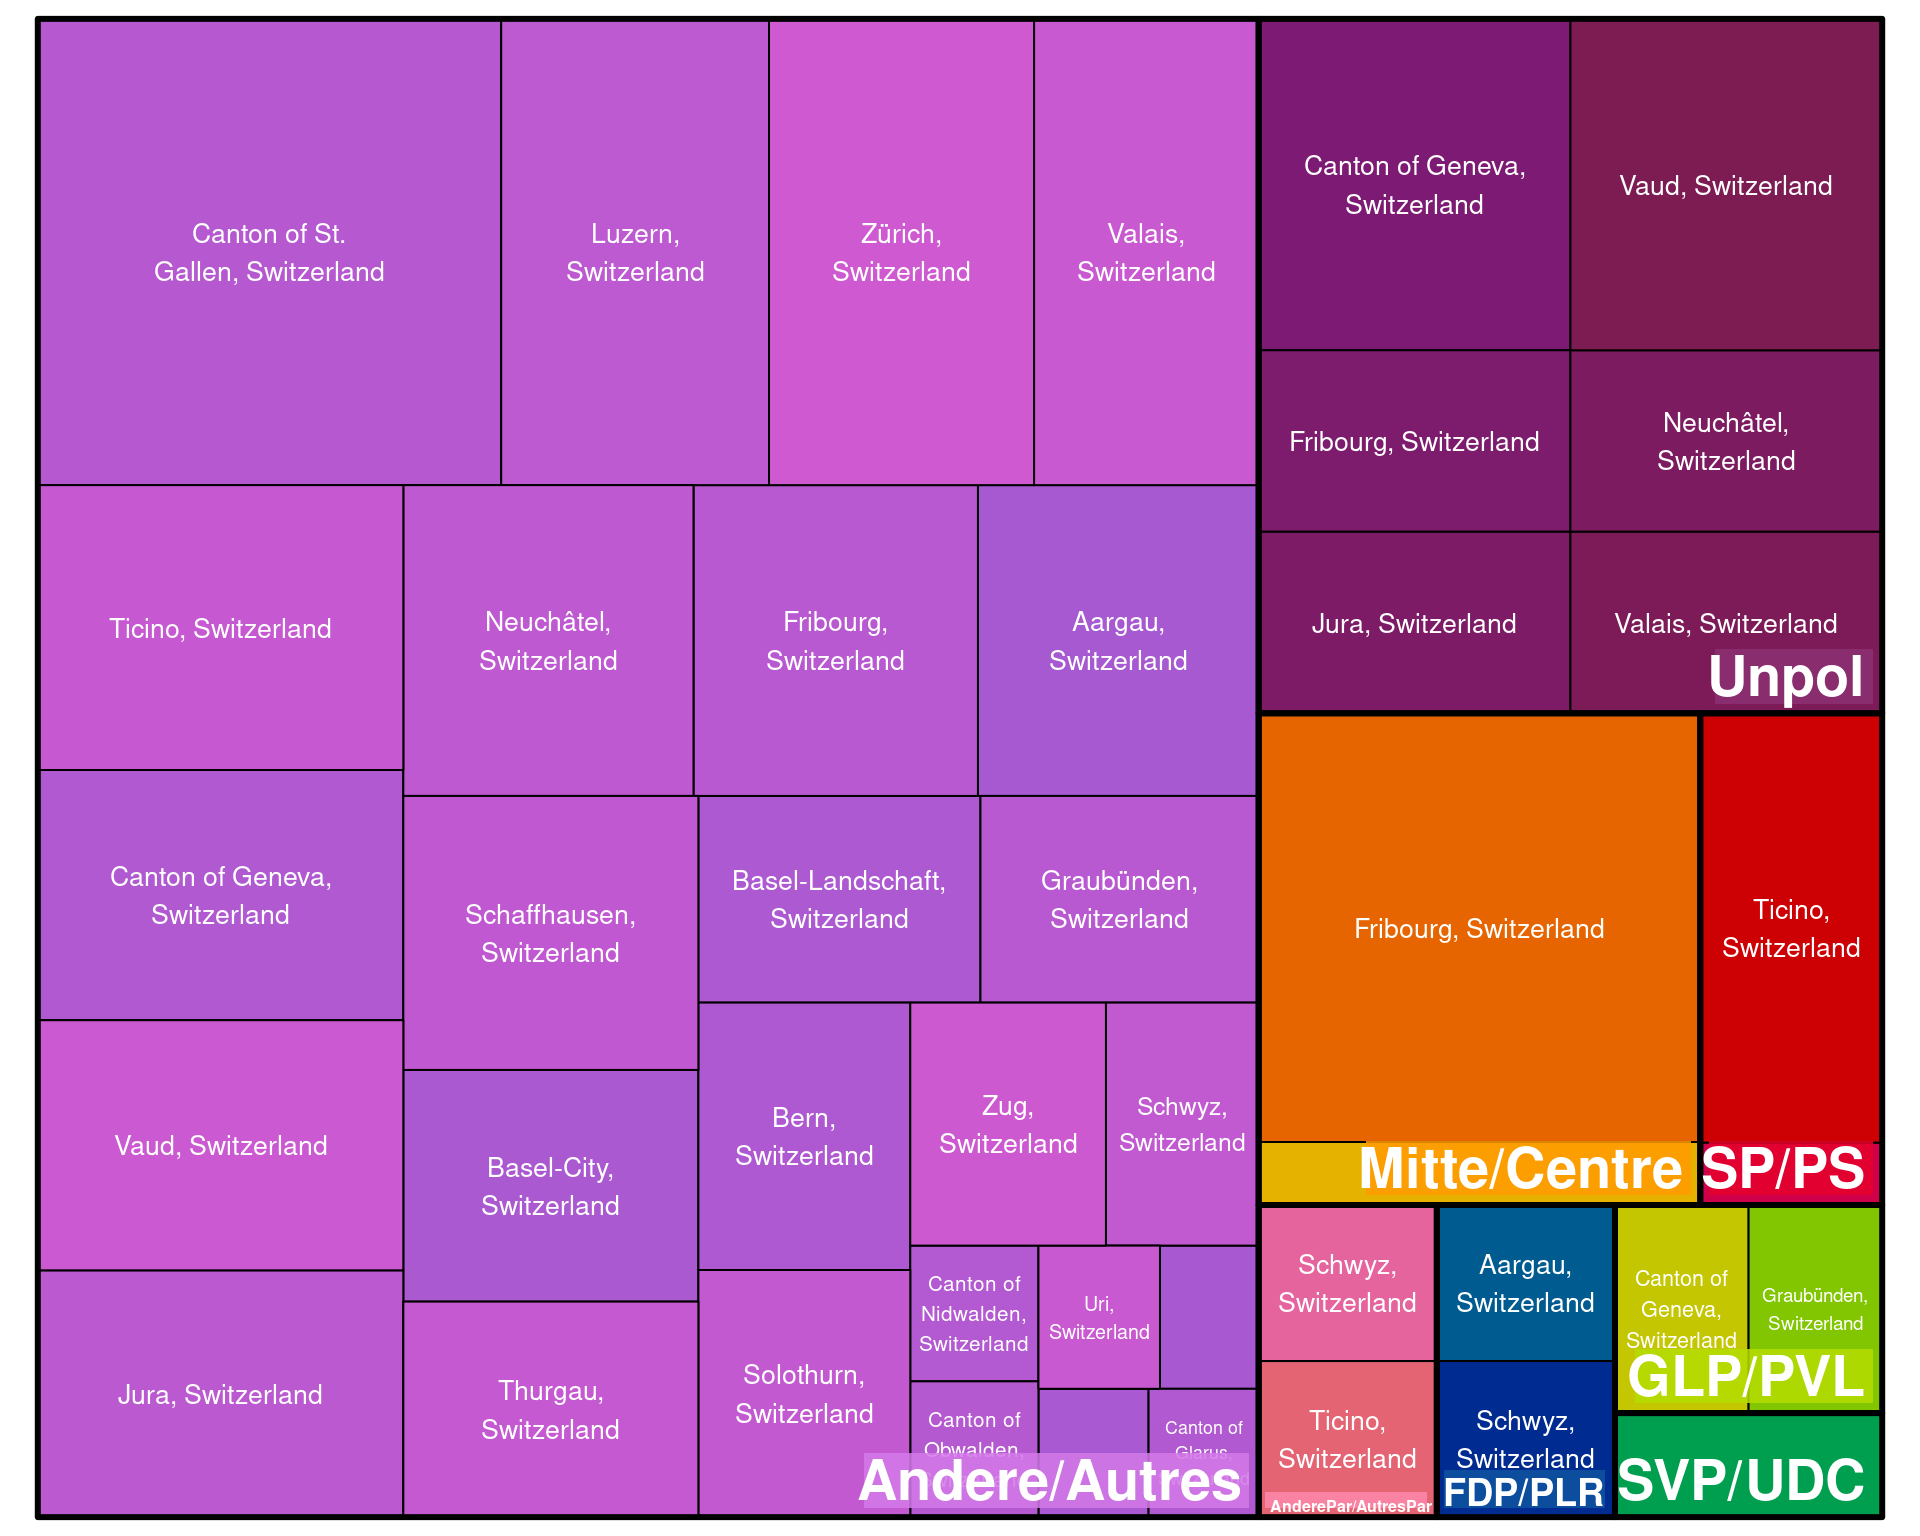 Canton of St.
Gallen, Switzerland
Luzern,
Switzerland
Zürich,
Switzerland
Valais,
Switzerland
Ticino, Switzerland
Neuchâtel,
Switzerland
Fribourg,
Switzerland
Aargau,
Switzerland
Canton of Geneva,
Switzerland
Schaffhausen,
Switzerland
Basel-Landschaft,
Switzerland
Graubünden,
Switzerland
Vaud, Switzerland
Basel-City,
Switzerland
Bern,
Switzerland
Zug,
Switzerland
Schwyz,
Switzerland
Jura, Switzerland
Thurgau,
Switzerland
Solothurn,
Switzerland
Canton of
Nidwalden,
Switzerland
Uri,
Switzerland
Canton of
Obwalden,
Canton of
Glarus,
Andere/Autres
Canton of Geneva,
Switzerland
Vaud, Switzerland
Fribourg, Switzerland
Neuchâtel,
Switzerland
Jura, Switzerland
Valais, Switzerland
Unpol
Fribourg, Switzerland
Mitte/Centre
Ticino,
Switzerland
SP/PS
Schwyz,
Switzerland
Ticino,
Switzerland
AnderePar/AutresPar
Aargau,
Switzerland
Schwyz,
Switzerland
FDP/PLR
Canton of
Geneva,
Switzerland
Graubünden,
Switzerland
GLP/PVL
SVP/UDC